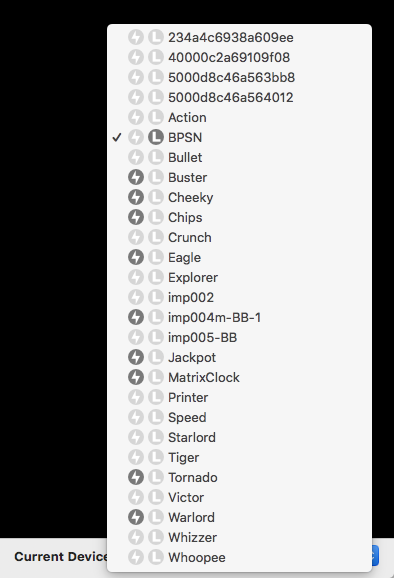 234a4c6938a609ee
40000c2a69109f08
5000d8c46a563bb8
5000d8c46a564012
Action
✓ BPSN
Bullet
Buster
Cheeky
Chips
Crunch
Eagle
Explorer
imp002
imp004m-BB-1
imp005-BB
Jackpot
MatrixClock
Printer
Speed
Starlord
Tiger
Tornado
Victor
Warlord
Whizzer
Whoopee
Current Device